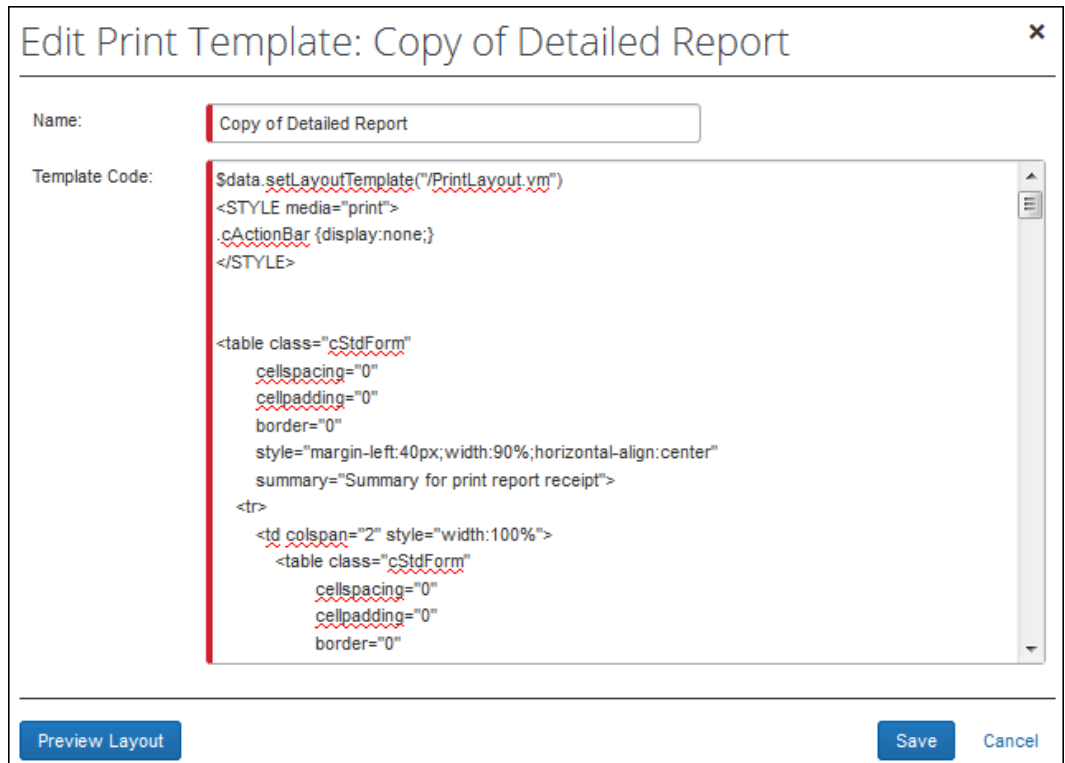 Edit Print Template: Copy of Detailed Report
Name:
Copy of Detailed Report
Template Code:
$data.setLayoutTemplate("/PrintLayout.vm")
<STYLE media="print">
.cActionBar {display:none;}
</STYLE>
<table class="cStdForm"
cellspacing="0"
cellpadding="0"
border="0"
style="margin-left:40px;width:90%;horizontal-align:center"
summary="Summary for print report receipt">
<tr>
<td colspan="2" style="width:100%">
<table class="cStdForm"
cellspacing="0"
cellpadding="0"
border="0"
Preview Layout
Save
Cancel